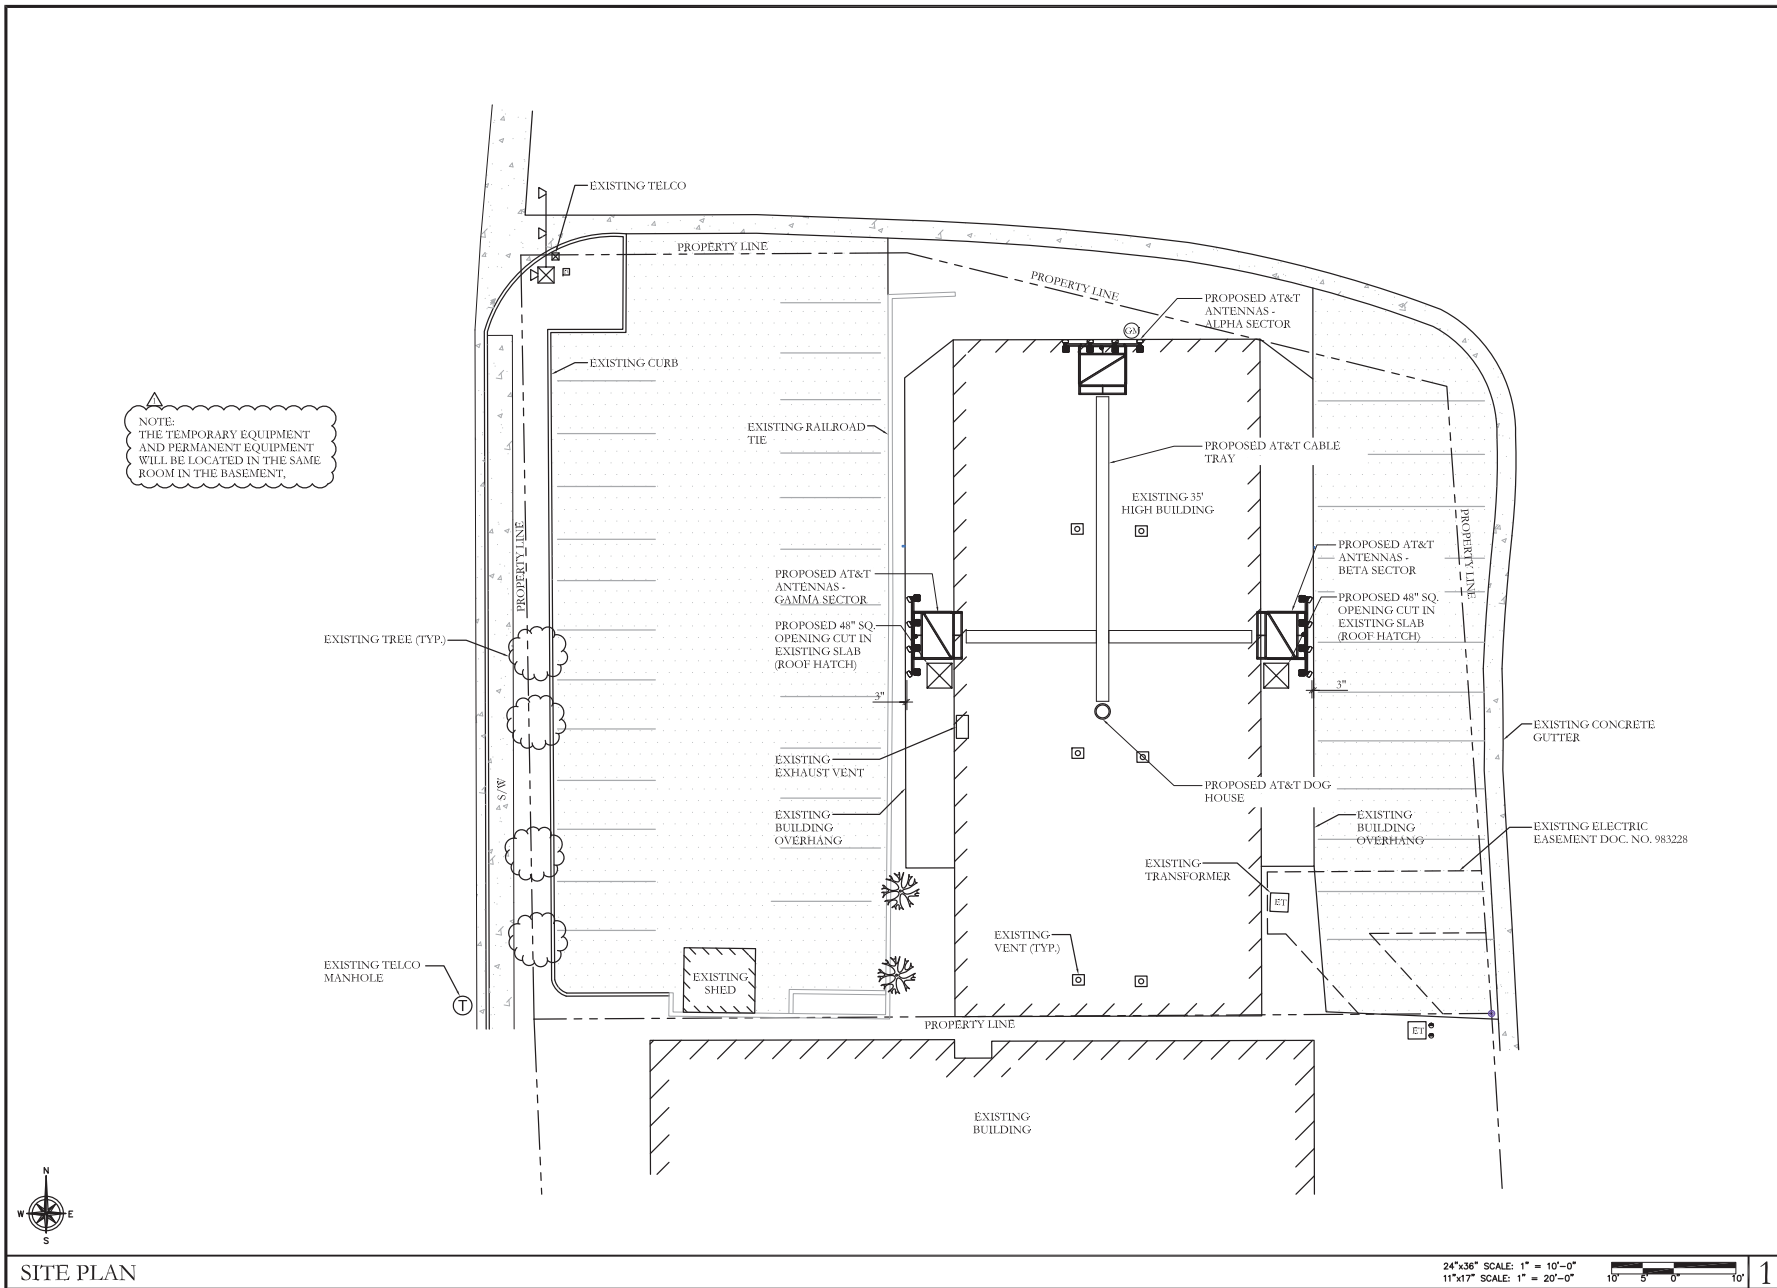 EXISTING TELCO
PROPERTY LINE
PROPERTY LINE
PROPOSED AT&T
ANTENNAS -
ALPHA SECTOR
GM
EXISTING CURB
1
NOTE:
THE TEMPORARY EQUIPMENT
AND PERMANENT EQUIPMENT
WILL BE LOCATED IN THE SAME
ROOM IN THE BASEMENT,
EXISTING RAILROAD
TIE
PROPOSED AT&T CABLE
TRAY
EXISTING 35'
HIGH BUILDING
PROPERTY LINE
PROPERTY LINE
PROPOSED AT&T
ANTENNAS -
BETA SECTOR
PROPOSED AT&T
ANTENNAS -
GAMMA SECTOR
PROPOSED 48" SQ.
OPENING CUT IN
EXISTING SLAB
(ROOF HATCH)
PROPOSED 48" SQ.
OPENING CUT IN
EXISTING SLAB
(ROOF HATCH)
EXISTING TREE (TYP.)
3"
3"
EXISTING CONCRETE
GUTTER
EXISTING
EXHAUST VENT
S/W
PROPOSED AT&T DOG
HOUSE
EXISTING
BUILDING
OVERHANG
EXISTING
BUILDING
OVERHANG
EXISTING ELECTRIC
EASEMENT DOC. NO. 983228
EXISTING
TRANSFORMER
ET
EXISTING
VENT (TYP.)
EXISTING TELCO
MANHOLE
T
EXISTING
SHED
PROPERTY LINE
ET
EXISTING
BUILDING
N
W E
S
SITE PLAN
24"x36" SCALE: 1" = 10'-0"
11"x17" SCALE: 1" = 20'-0"
10' 5' 0" 10'
1